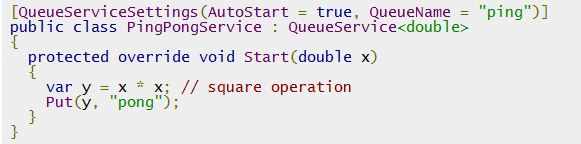 [QueueServiceSettings(AutoStart = true, QueueName = "ping")]
public class PingPongService : QueueService<double>
{
  protected override void Start(double x)
  {
    var y = x * x; // square operation
    Put(y, "pong");
  }
}